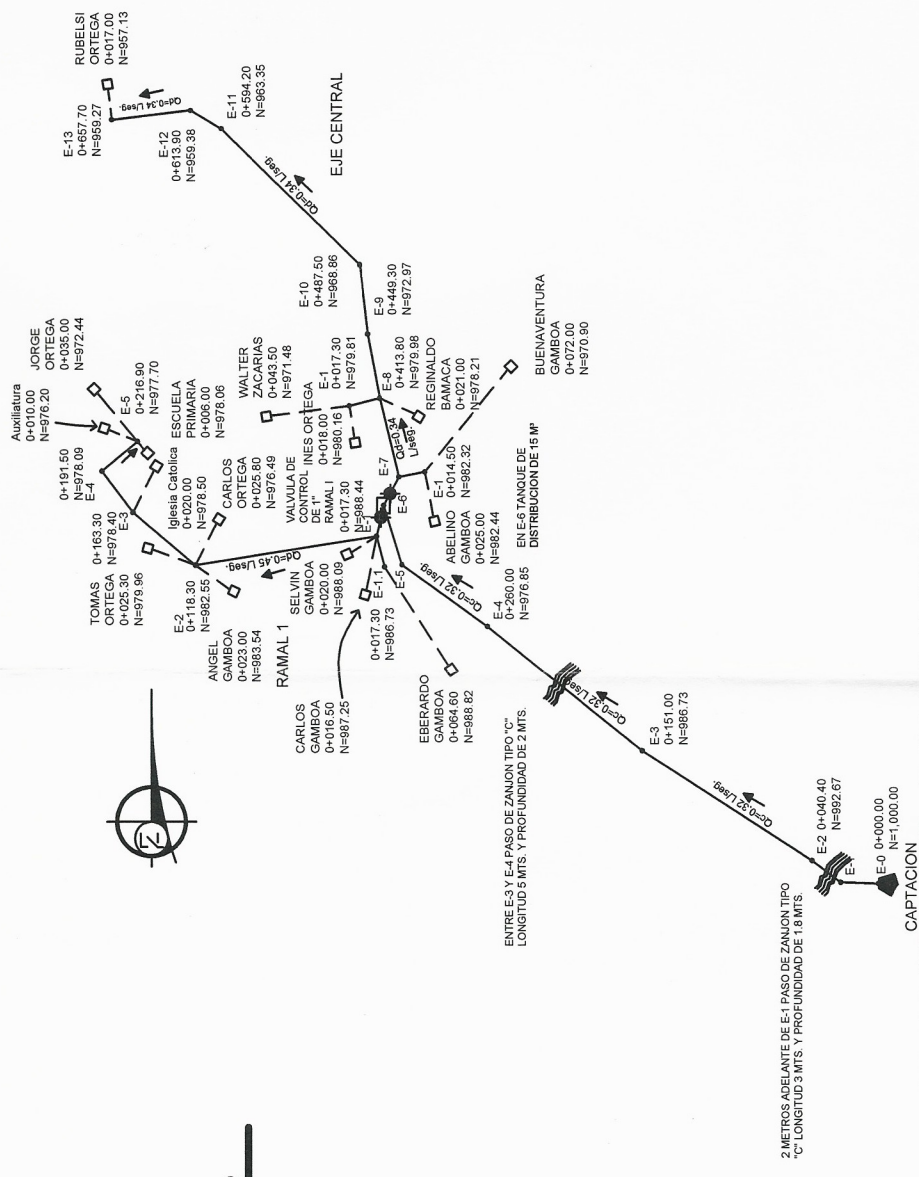 RUBELSI
ORTEGA
0+017.00
N=957.13
E-13
0+657.70
N=959.27
Qd=0.34 L/seg.
E-12
0+613.90
N=959.38
E-11
0+594.20
N=963.35
EJE CENTRAL
Qd=0.34 L/seg.
E-10
0+487.50
N=968.86
E-9
0+449.30
N=972.97
JORGE
ORTEGA
0+035.00
N=972.44
Auxiliatura
0+010.00
N=976.20
E-5
0+216.90
N=977.70
ESCUELA
PRIMARIA
0+006.00
N=978.06
0+191.50
N=978.09
E-4
WALTER
ZACARIAS
0+043.50
N=971.48
E-1
0+017.30
N=979.81
INES ORTEGA
0+018.00
N=980.16
E-8
0+413.80
N=979.98
REGINALDO
BAMACA
0+021.00
N=978.21
BUENAVENTURA
GAMBOA
0+072.00
N=970.90
Iglesia Catolica
0+020.00
N=978.50
CARLOS
ORTEGA
0+025.80
N=976.49
E-3
0+163.30
N=978.40
VALVULA DE
CONTROL
DE 1"
RAMAL I
0+017.30
N=988.44
E-7
E-6
Qd=0.34
L/seg.
E-1
0+014.50
N=982.32
ABELINO
GAMBOA
0+025.00
N=982.44
EN E-6 TANQUE DE
DISTRIBUCION DE 15 M³
TOMAS
ORTEGA
0+025.30
N=979.96
E-2
0+118.30
N=982.55
Qd=0.45 L/seg.
ANGEL
GAMBOA
0+023.00
N=983.54
RAMAL 1
SELVIN
GAMBOA
0+020.00
N=988.09
E-1.1
0+017.30
N=986.73
E-5
CARLOS
GAMBOA
0+016.50
N=987.25
EBERARDO
GAMBOA
0+064.60
N=988.82
Qc=0.32 L/seg.
E-4
0+260.00
N=976.85
ENTRE E-3 Y E-4 PASO DE ZANJON TIPO "C"
LONGITUD 5 MTS. Y PROFUNDIDAD DE 2 MTS.
Qc=0.32 L/seg.
E-3
0+151.00
N=986.73
Qc=0.32 L/seg.
E-2 0+040.40
N=992.67
E-0 0+000.00
N=1,000.00
CAPTACION
2 METROS ADELANTE DE E-1 PASO DE ZANJON TIPO
"C" LONGITUD 3 MTS. Y PROFUNDIDAD DE 1.8 MTS.